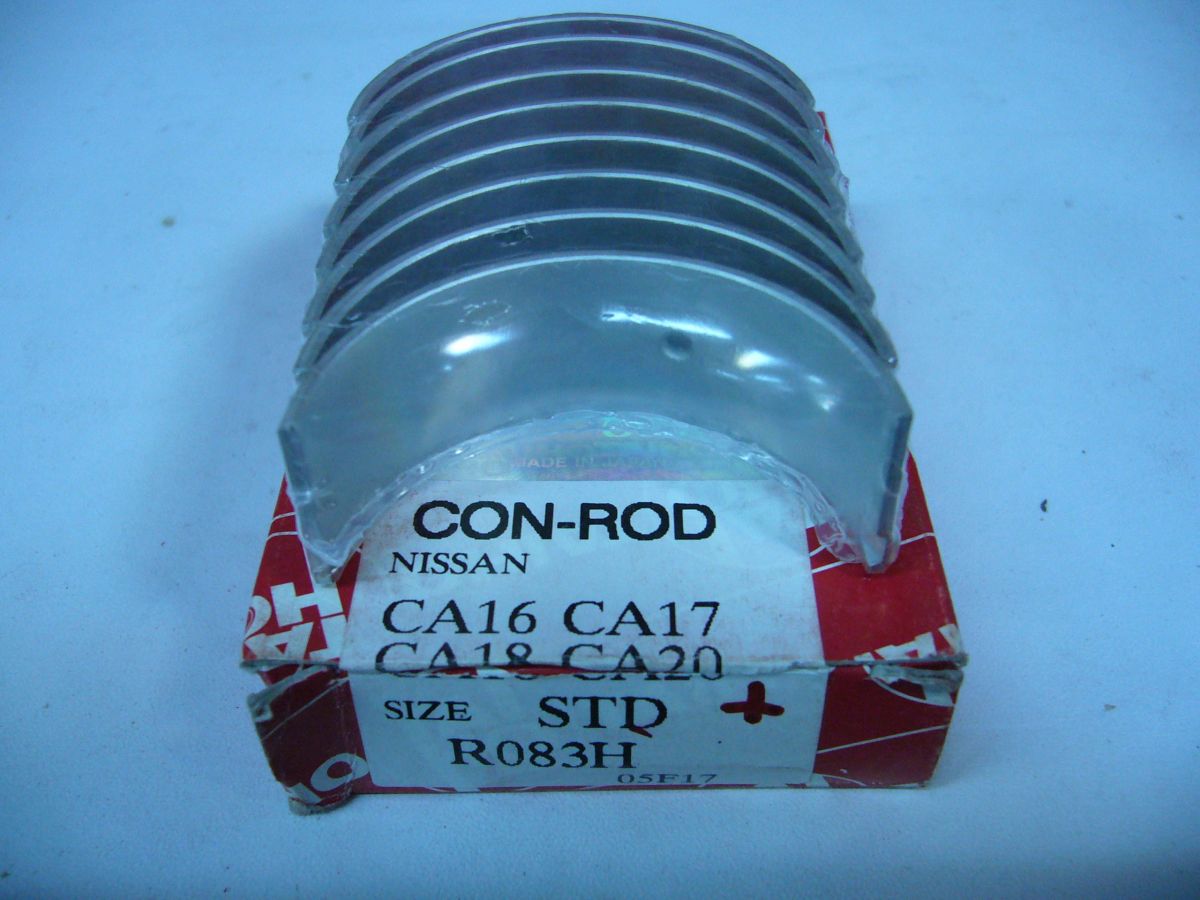 MADE IN JAPAN
CON-ROD
NISSAN
CA16 CA17
CA18 CA20
SIZE STD +
R083H
05F17